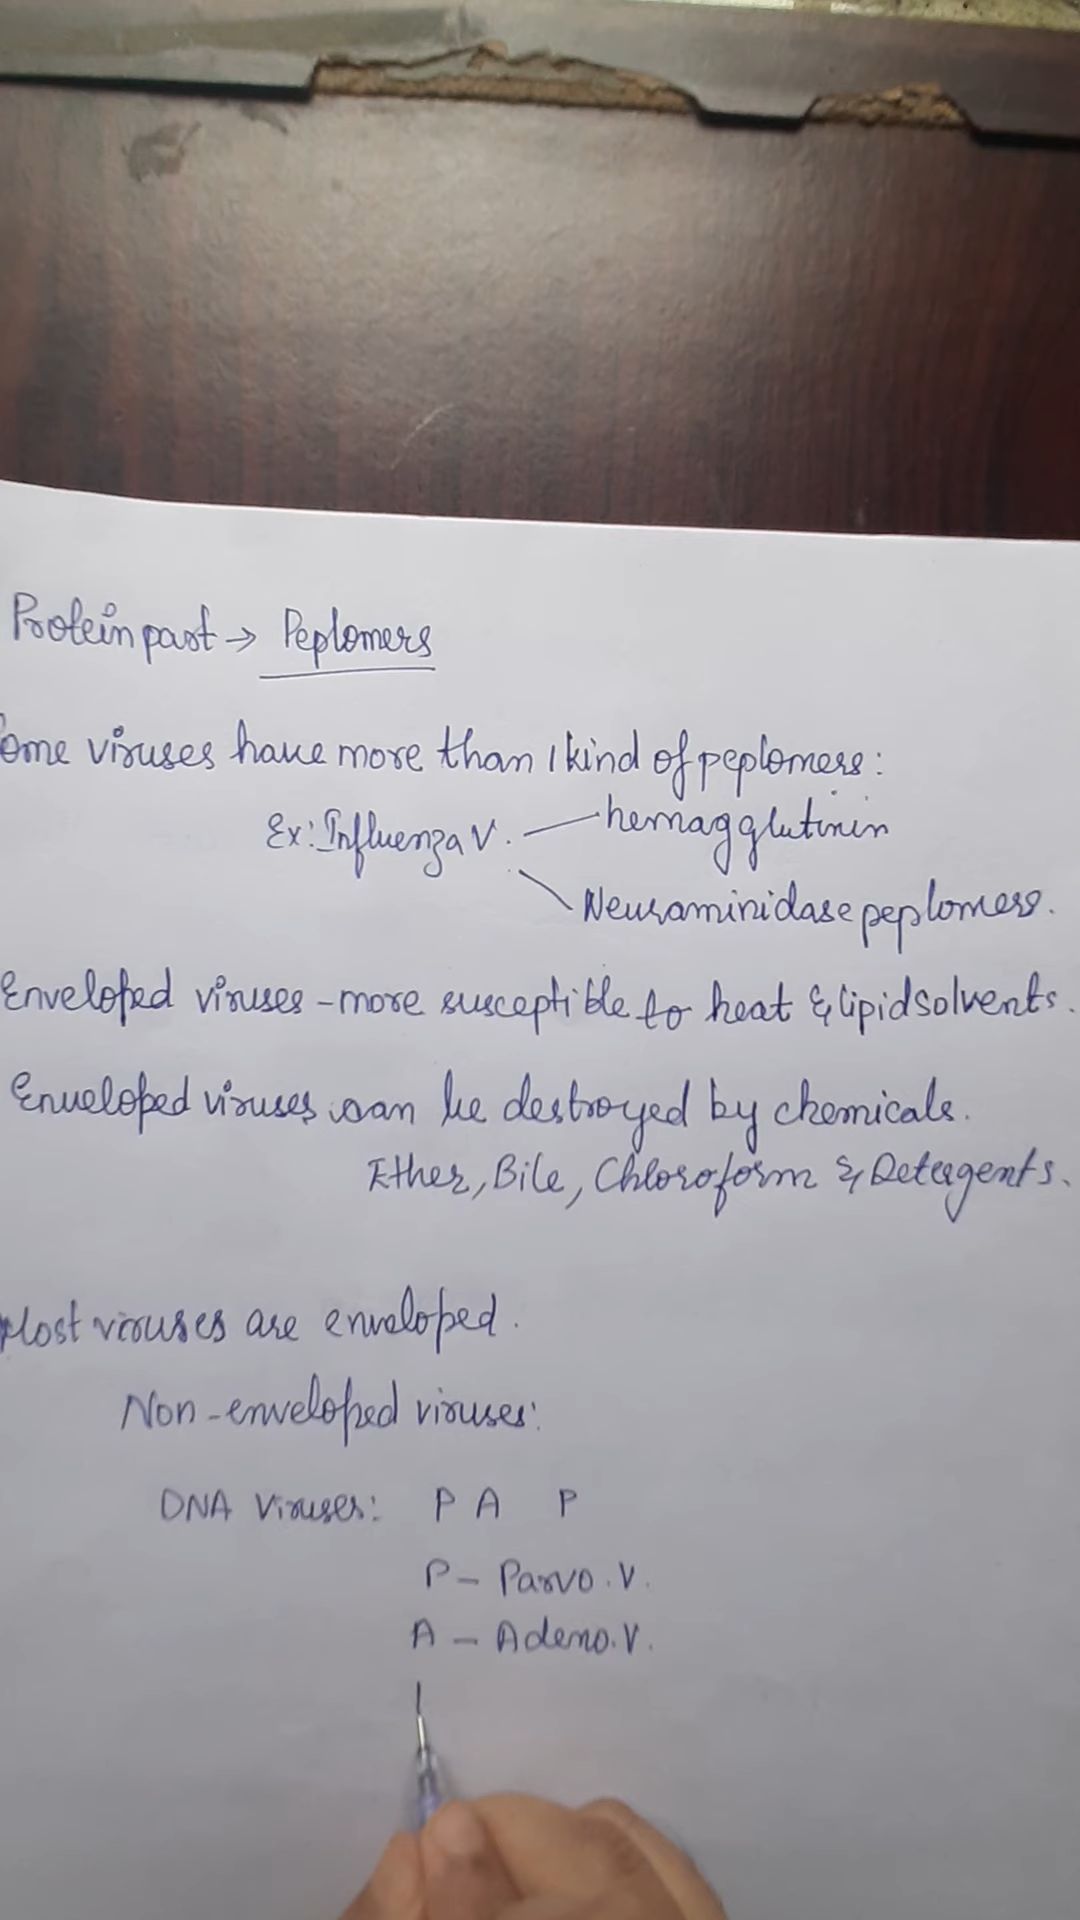 Protein part → Peplomers
Some viruses have more than 1 kind of peplomers:
Ex: Influenza V. — hemagglutinin
Neuraminidase peplomers.
Enveloped viruses - more susceptible to heat & lipid solvents.
Enveloped viruses can be destroyed by chemicals.
Ether, Bile, Chloroform & Detergents.
Most viruses are enveloped.
Non-enveloped viruses:
DNA Viruses: P A P
P - Parvo. V.
A - Adeno. V.